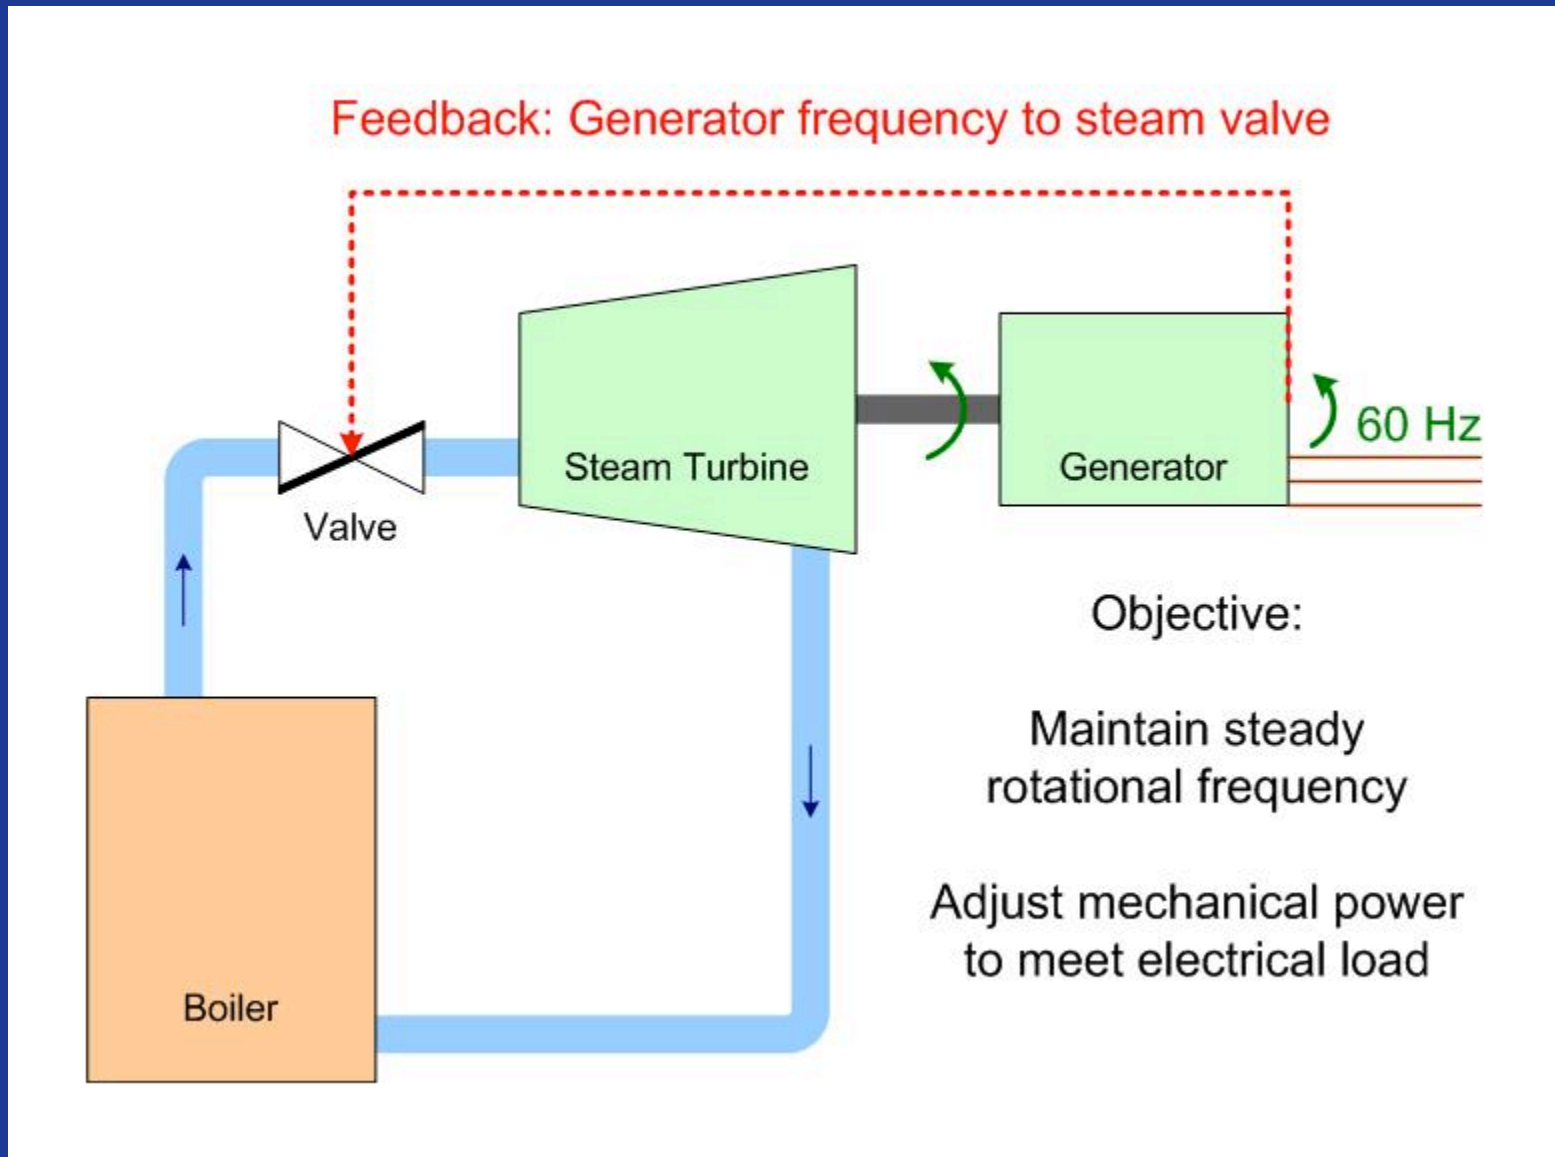 Feedback: Generator frequency to steam valve
60 Hz
Steam Turbine
Generator
Valve
Objective:
Maintain steady
rotational frequency
Adjust mechanical power
to meet electrical load
Boiler